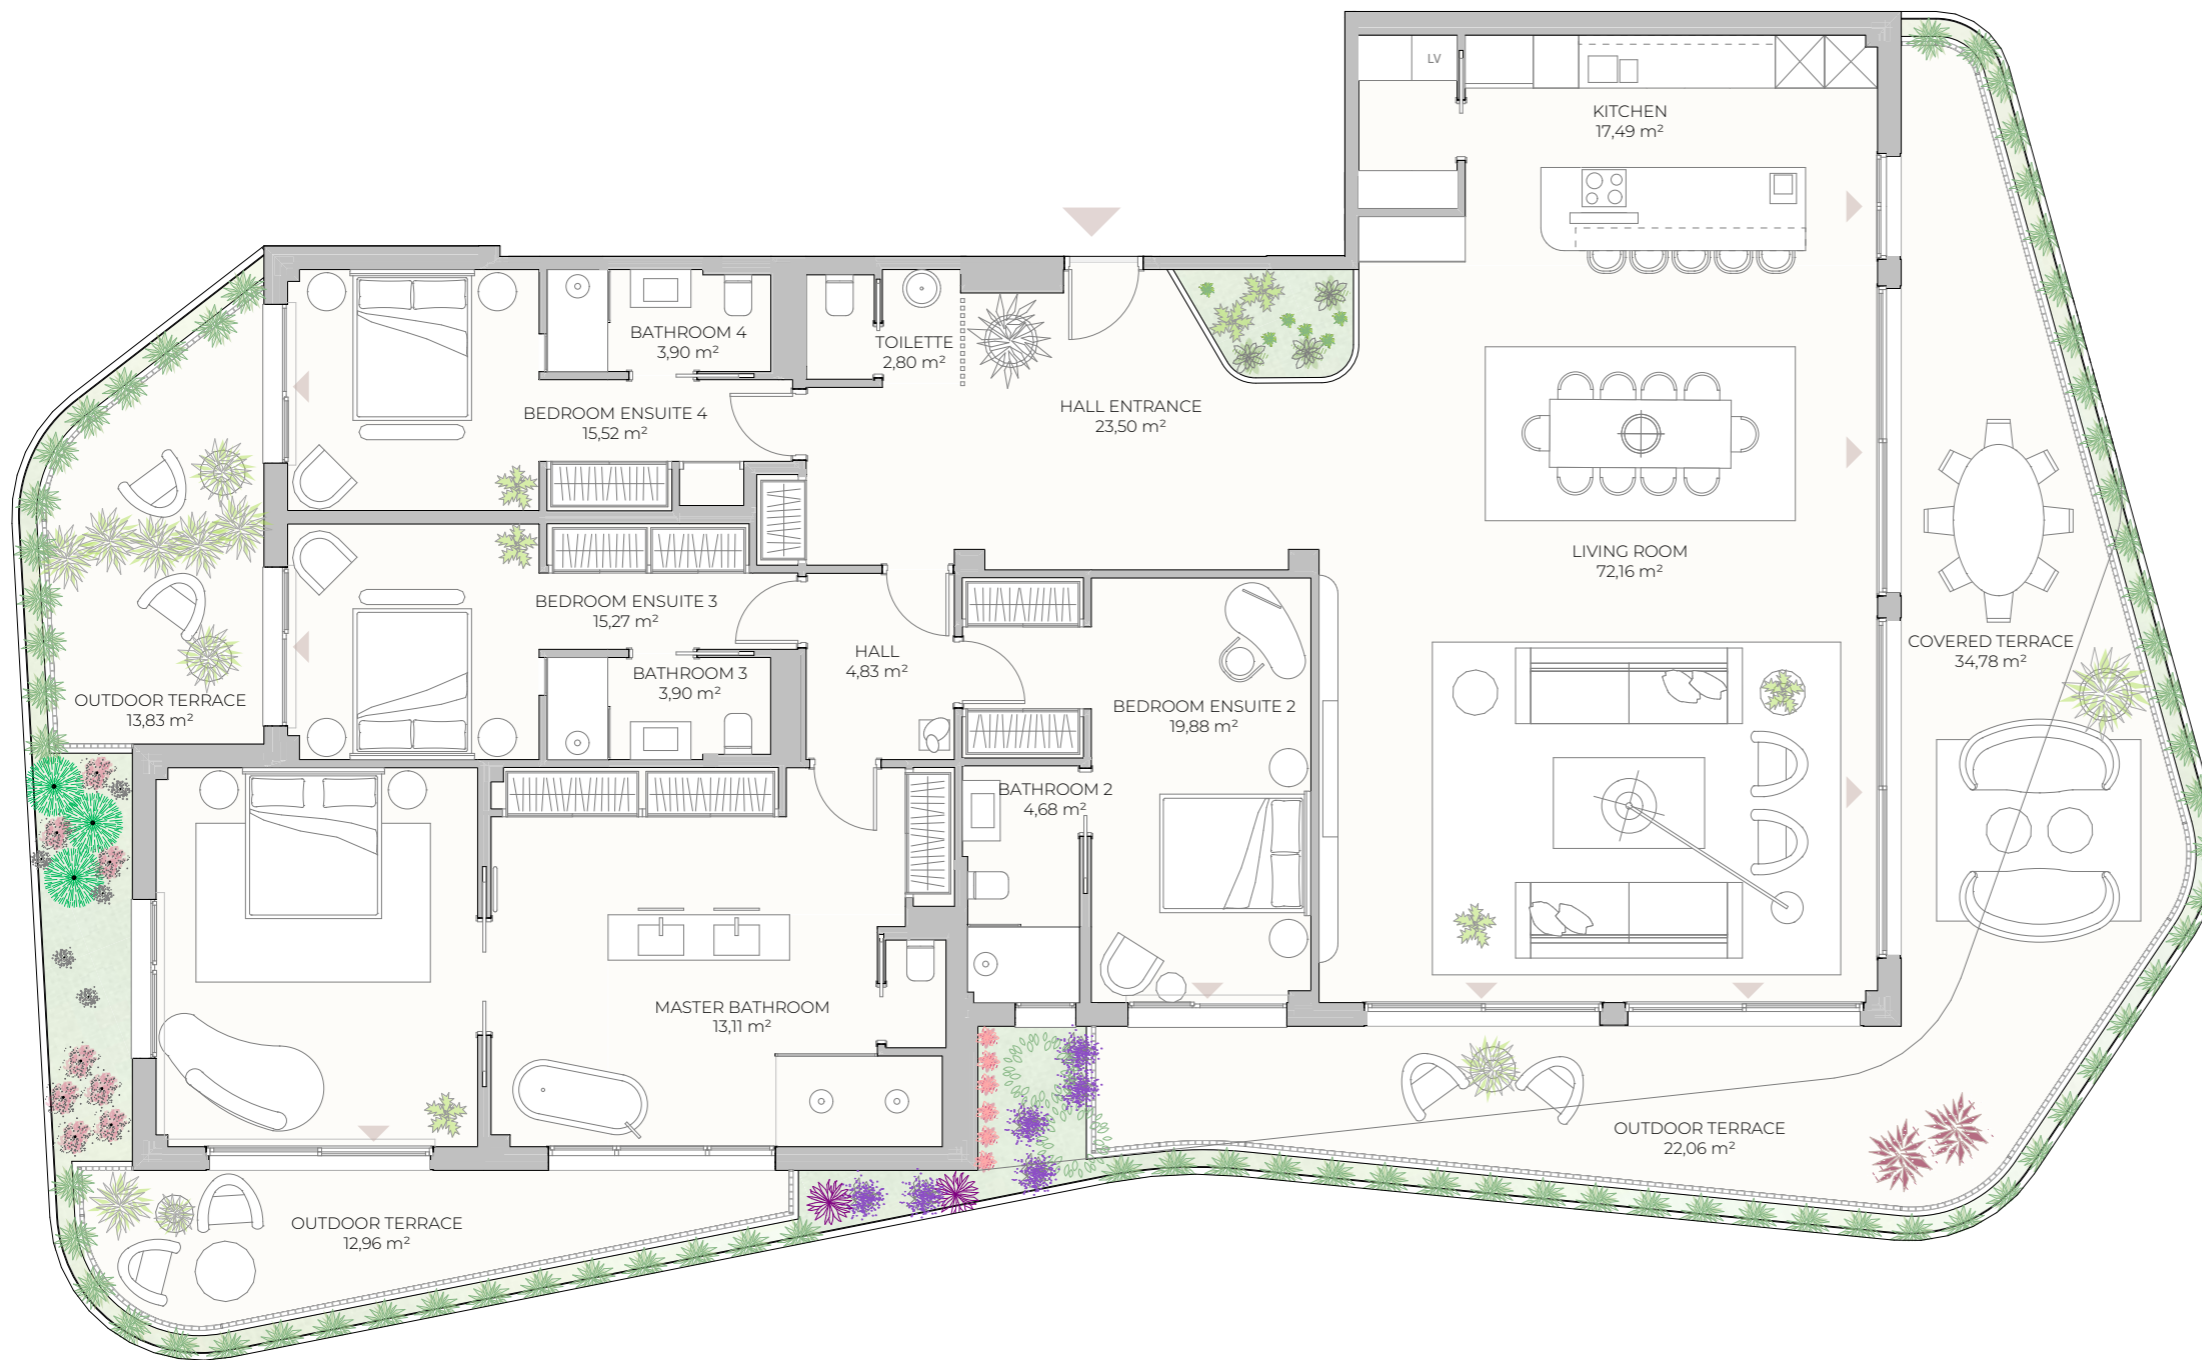 LV
KITCHEN
17,49 m²
BATHROOM 4
3,90 m²
TOILETTE
2,80 m²
BEDROOM ENSUITE 4
15,52 m²
HALL ENTRANCE
23,50 m²
LIVING ROOM
72,16 m²
BEDROOM ENSUITE 3
15,27 m²
HALL
4,83 m²
COVERED TERRACE
34,78 m²
BATHROOM 3
3,90 m²
OUTDOOR TERRACE
13,83 m²
BEDROOM ENSUITE 2
19,88 m²
BATHROOM 2
4,68 m²
MASTER BATHROOM
13,11 m²
OUTDOOR TERRACE
22,06 m²
OUTDOOR TERRACE
12,96 m²